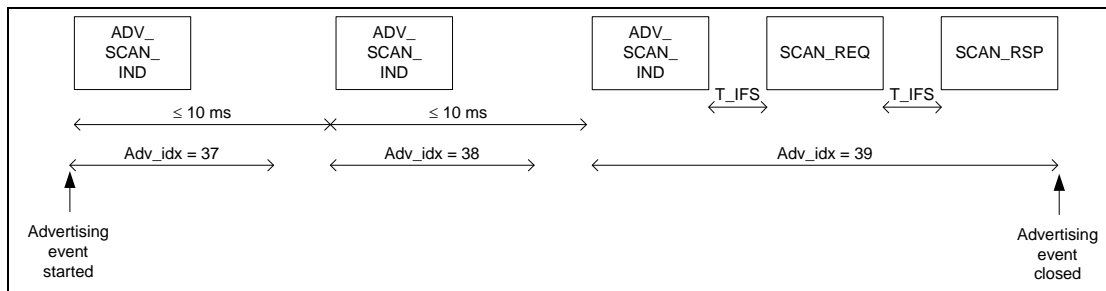 ADV_
SCAN_
IND
ADV_
SCAN_
IND
ADV_
SCAN_
IND
SCAN_REQ
SCAN_RSP
T_IFS
T_IFS
≤ 10 ms
≤ 10 ms
Adv_idx = 37
Adv_idx = 38
Adv_idx = 39
Advertising
event
started
Advertising
event
closed